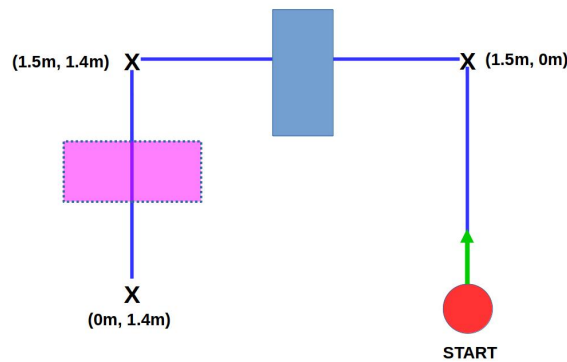 (1.5m, 1.4m) X X (1.5m, 0m)
X
(0m, 1.4m)
START